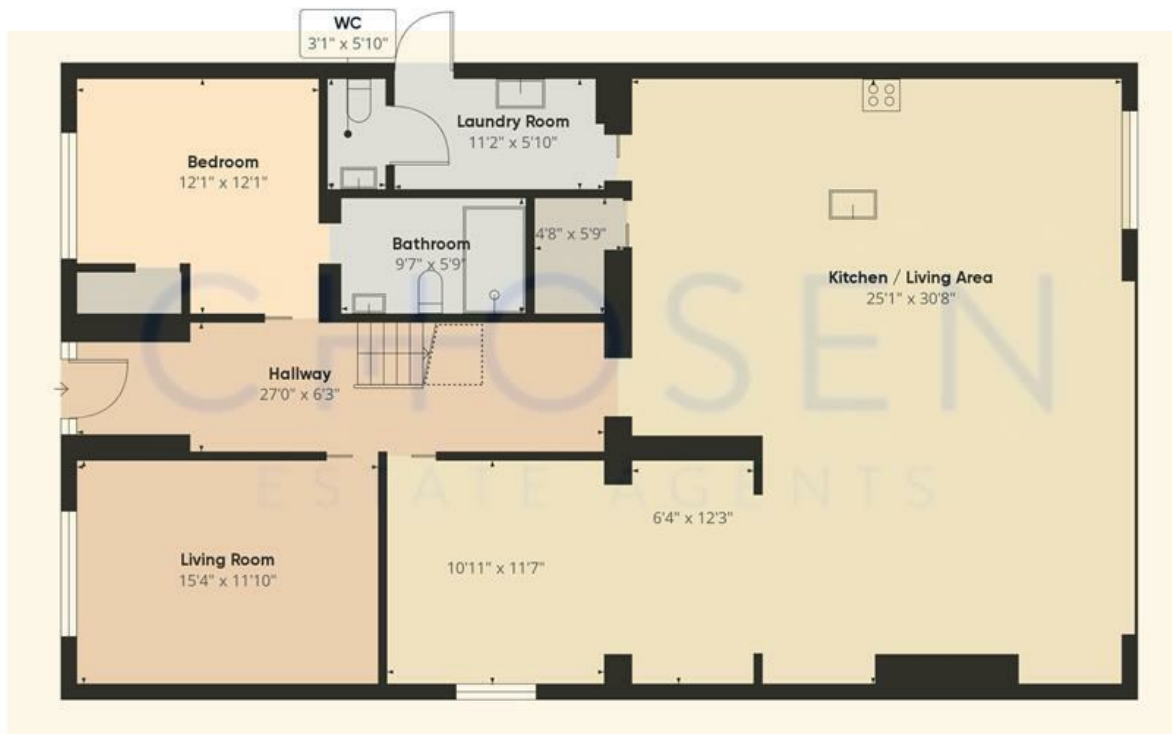 WC
3'1" x 5'10"
Laundry Room
11'2" x 5'10"
Bedroom
12'1" x 12'1"
Bathroom
9'7" x 5'9"
4'8" x 5'9"
Kitchen / Living Area
25'1" x 30'8"
Hallway
27'0" x 6'3"
CHOSEN
ESTATE AGENTS
6'4" x 12'3"
Living Room
15'4" x 11'10"
10'11" x 11'7"